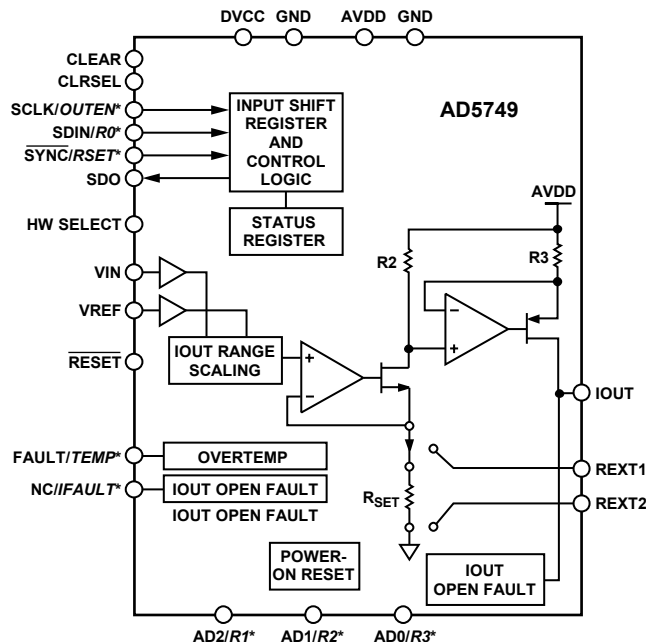 DVCC GND AVDD GND
CLEAR
CLRSEL
SCLK/OUTEN*
SDIN/R0*
SYNC/RSET*
SDO
HW SELECT
VIN
VREF
RESET
FAULT/TEMP*
NC/IFAULT*
INPUT SHIFT
REGISTER
AND
CONTROL
LOGIC
STATUS
REGISTER
AD5749
AVDD
R2
R3
IOUT RANGE
SCALING
+
−
−
+
IOUT
REXT1
REXT2
RSET
OVERTEMP
IOUT OPEN FAULT
IOUT OPEN FAULT
POWER-
ON RESET
IOUT
OPEN FAULT
AD2/R1* AD1/R2* AD0/R3*